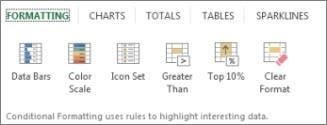 FORMATTING CHARTS TOTALS TABLES SPARKLINES
Data Bars Color Scale Icon Set Greater Than Top 10% Clear Format
Conditional Formatting uses rules to highlight interesting data.